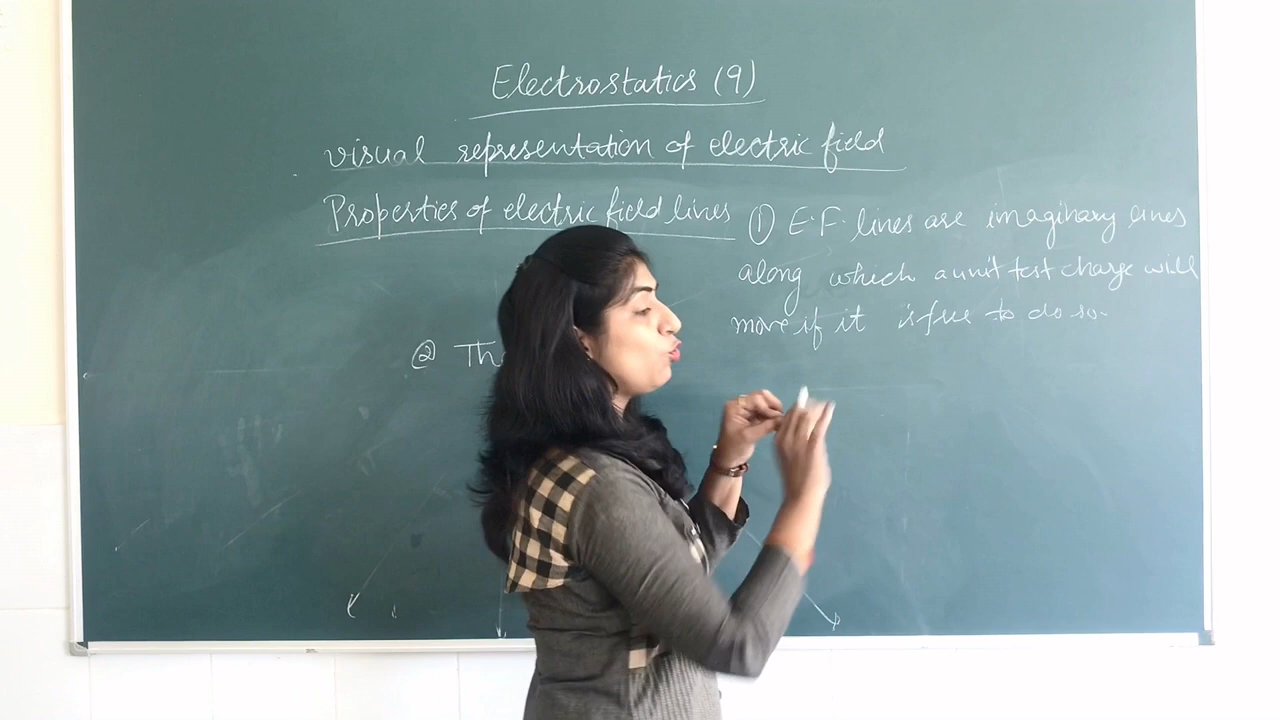 Electrostatics (9)
visual representation of electric field
Properties of electric field lines
① E.F. lines are imaginary lines
along which a unit test charge will
move if it is free to do so.
② Th